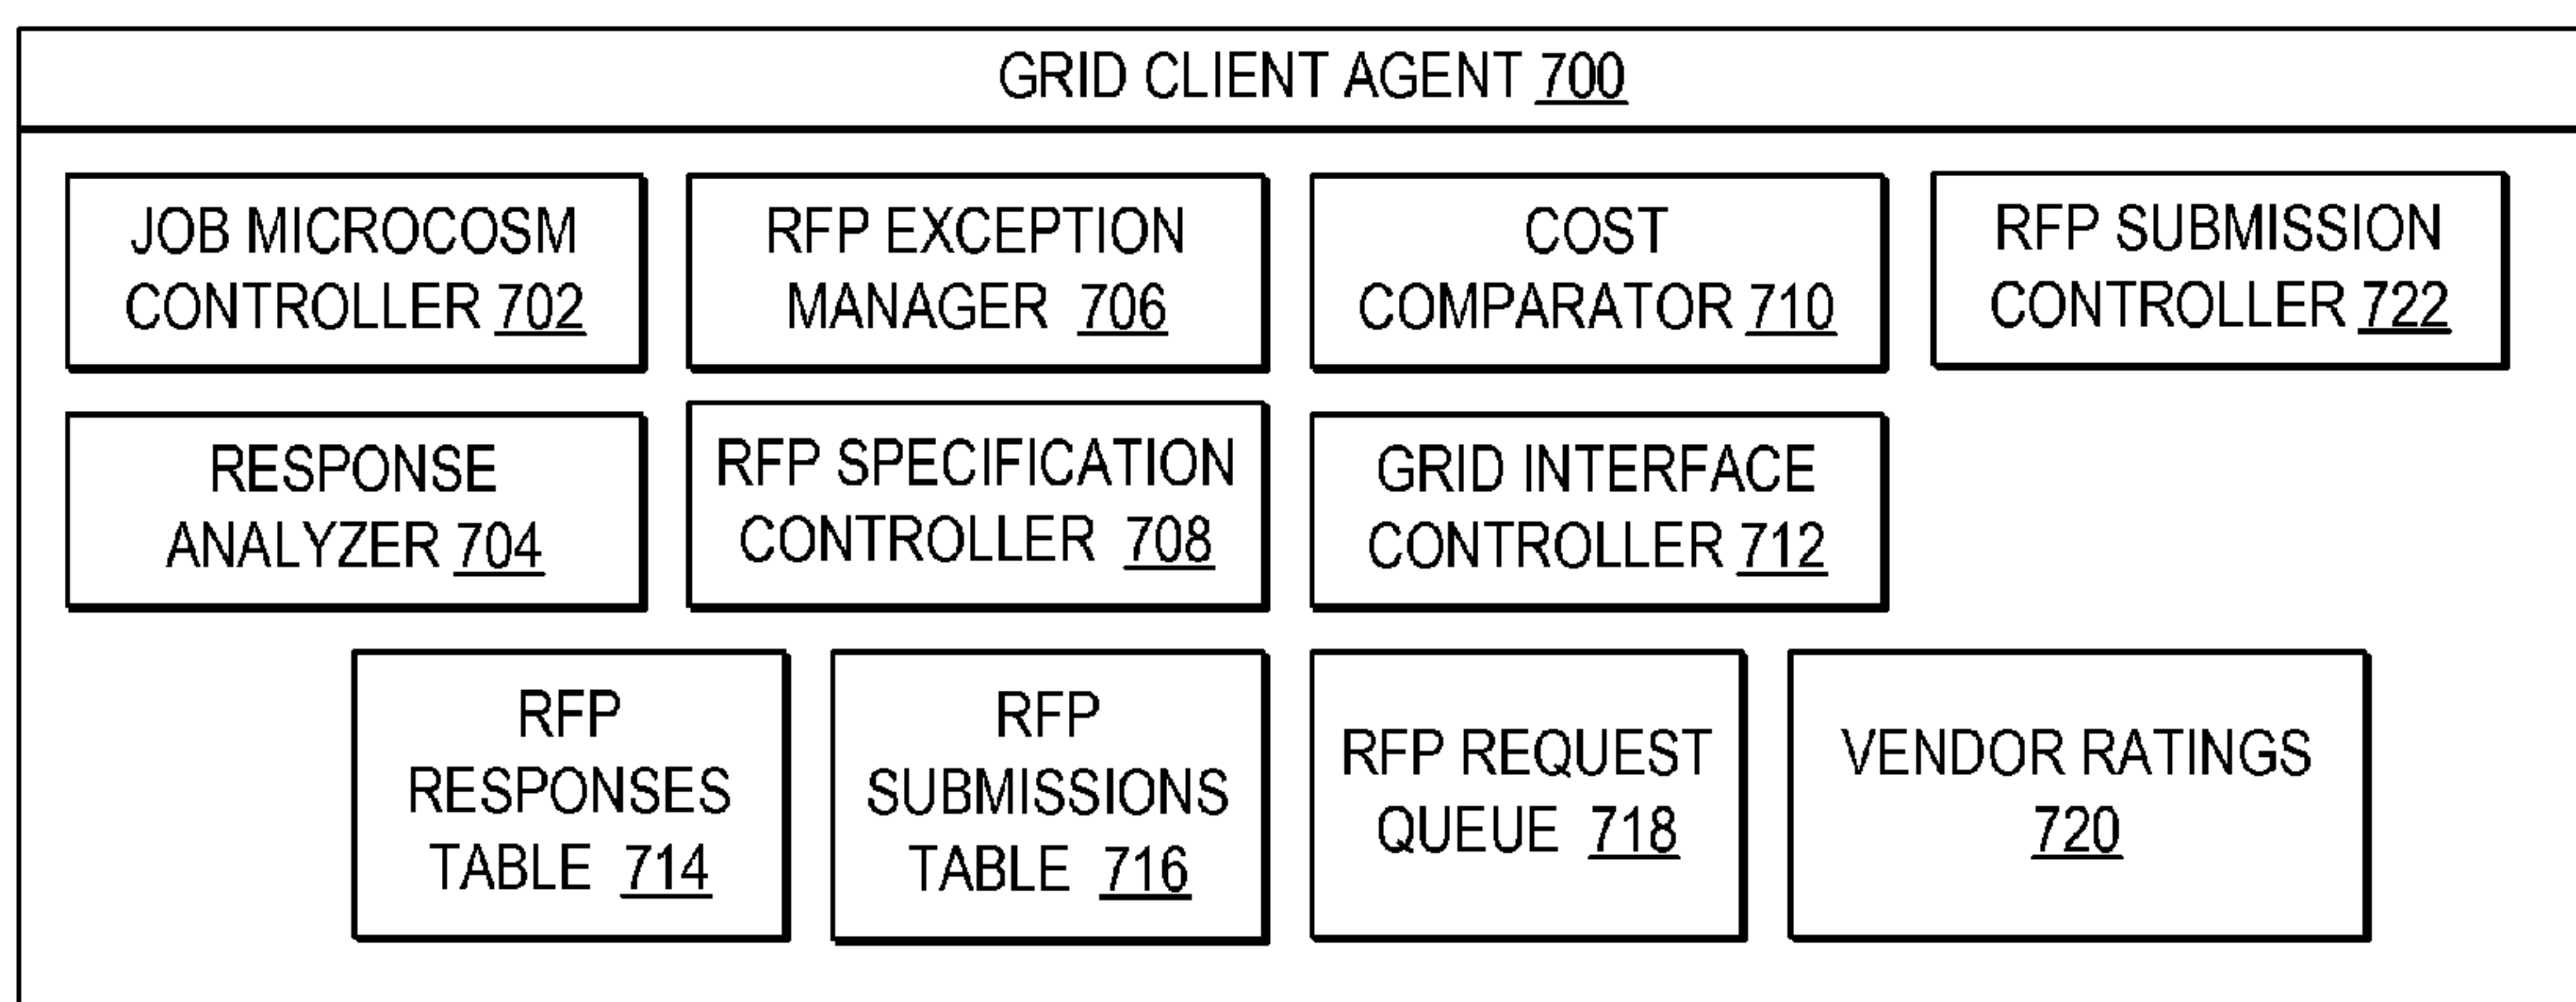 GRID CLIENT AGENT 700
JOB MICROCOSM
CONTROLLER 702
RFP EXCEPTION
MANAGER 706
COST
COMPARATOR 710
RFP SUBMISSION
CONTROLLER 722
RESPONSE
ANALYZER 704
RFP SPECIFICATION
CONTROLLER 708
GRID INTERFACE
CONTROLLER 712
RFP
RESPONSES
TABLE 714
RFP
SUBMISSIONS
TABLE 716
RFP REQUEST
QUEUE 718
VENDOR RATINGS
720